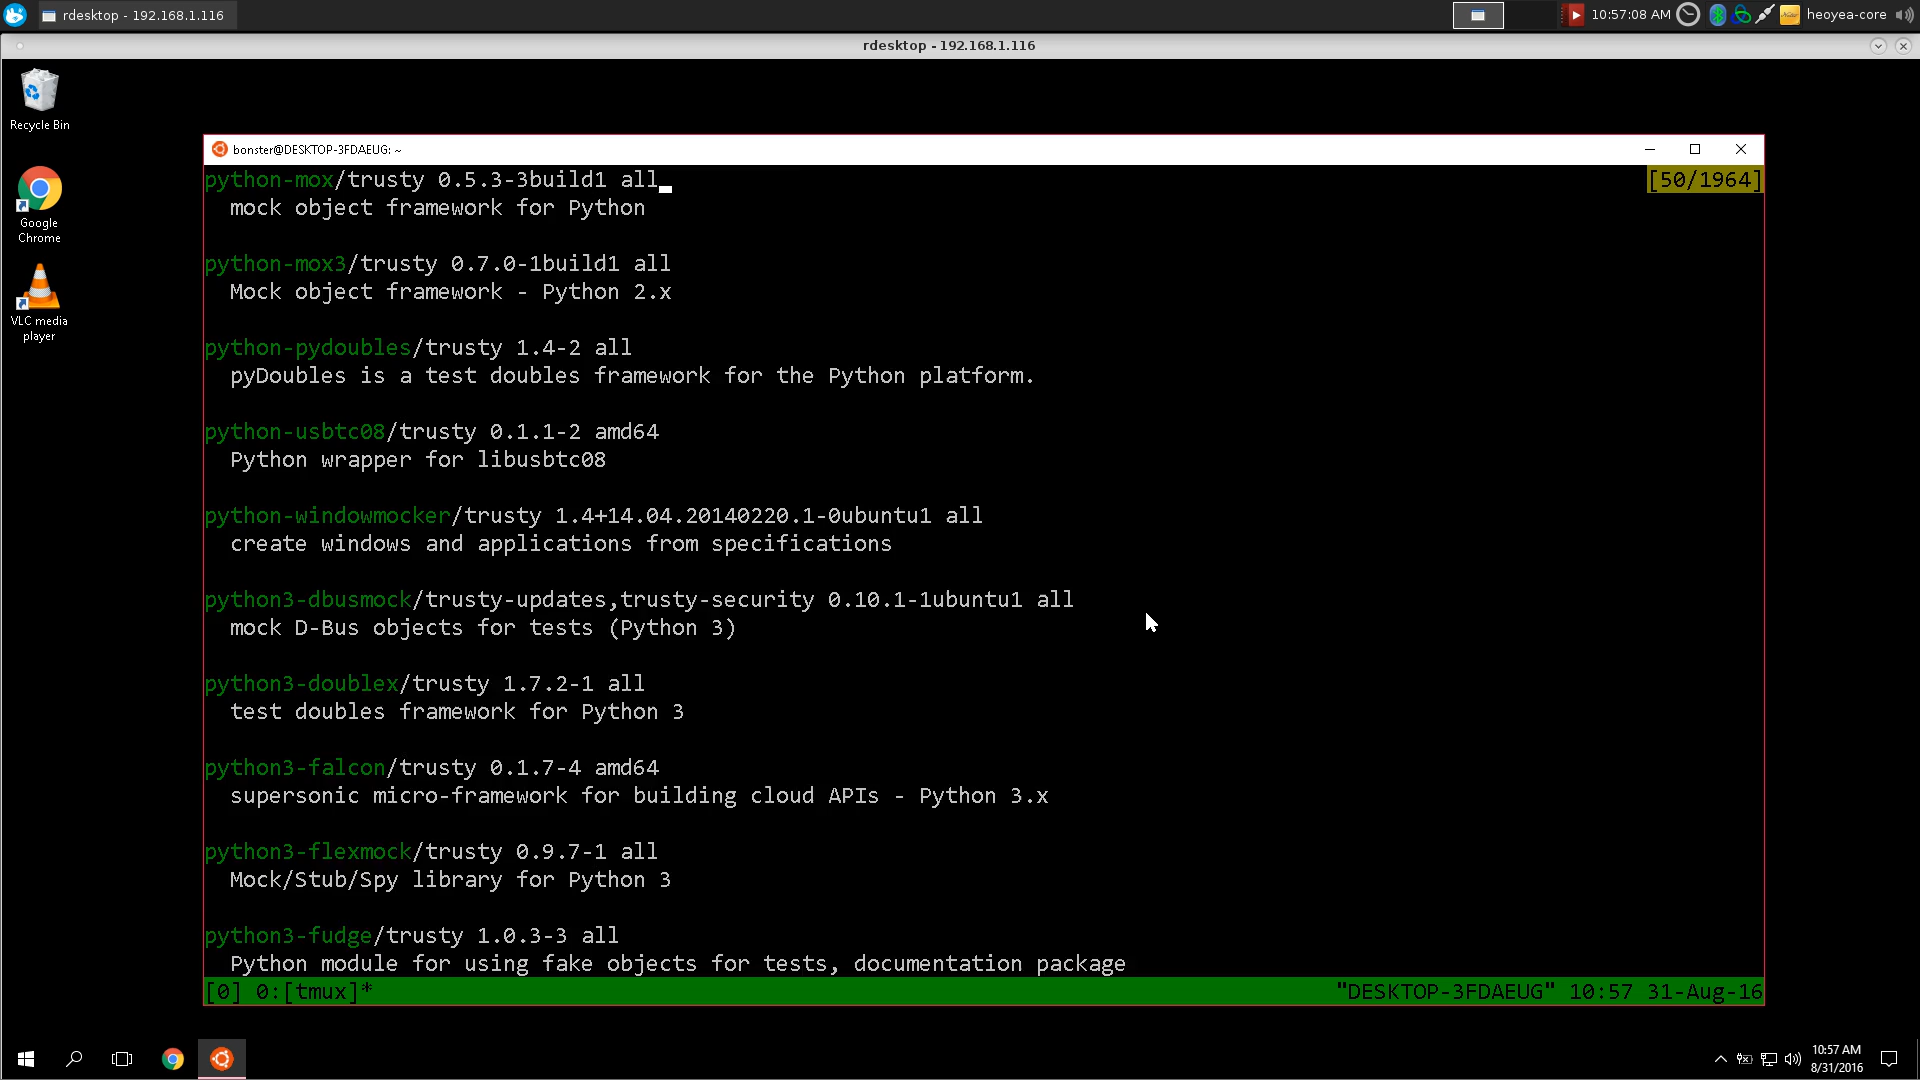 rdesktop - 192.168.1.116
10:57:08 AM
heoyea-core
rdesktop - 192.168.1.116
Recycle Bin
Google
Chrome
VLC media
player
bonster@DESKTOP-3FDAEUG: ~
python-mox/trusty 0.5.3-3build1 all
[50/1964]
mock object framework for Python
python-mox3/trusty 0.7.0-1build1 all
Mock object framework - Python 2.x
python-pydoubles/trusty 1.4-2 all
pyDoubles is a test doubles framework for the Python platform.
python-usbtc08/trusty 0.1.1-2 amd64
Python wrapper for libusbtc08
python-windowmocker/trusty 1.4+14.04.20140220.1-0ubuntu1 all
create windows and applications from specifications
python3-dbusmock/trusty-updates,trusty-security 0.10.1-1ubuntu1 all
mock D-Bus objects for tests (Python 3)
python3-doublex/trusty 1.7.2-1 all
test doubles framework for Python 3
python3-falcon/trusty 0.1.7-4 amd64
supersonic micro-framework for building cloud APIs - Python 3.x
python3-flexmock/trusty 0.9.7-1 all
Mock/Stub/Spy library for Python 3
python3-fudge/trusty 1.0.3-3 all
Python module for using fake objects for tests, documentation package
[0] 0:[tmux]*
"DESKTOP-3FDAEUG" 10:57 31-Aug-16
10:57 AM
8/31/2016